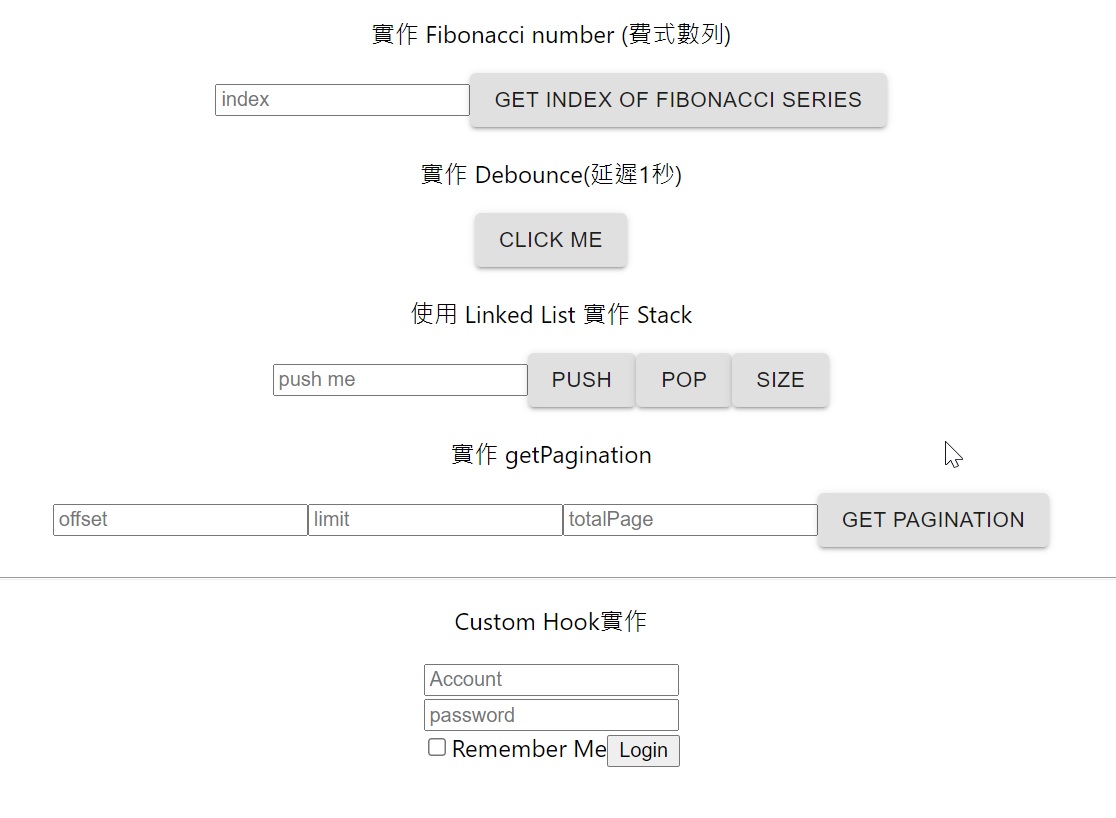 實作 Fibonacci number (費式數列)
index GET INDEX OF FIBONACCI SERIES
實作 Debounce(延遲1秒)
CLICK ME
使用 Linked List 實作 Stack
push me PUSH POP SIZE
實作 getPagination
offset limit totalPage GET PAGINATION
Custom Hook實作
Account
password
Remember Me Login